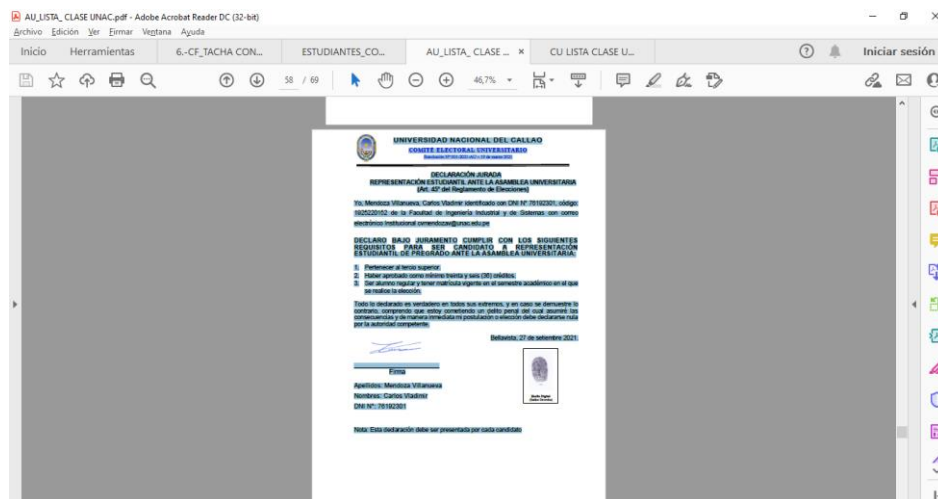 AU_LISTA_ CLASE UNAC.pdf - Adobe Acrobat Reader DC (32-bit)
Archivo Edición Ver Firmar Ventana Ayuda
Inicio Herramientas 6.-CF_TACHA CON... ESTUDIANTES_CO... AU_LISTA_ CLASE ... × CU LISTA CLASE U... Iniciar sesión
58 / 69 46,7%
UNIVERSIDAD NACIONAL DEL CALLAO
COMITÉ ELECTORAL UNIVERSITARIO
DECLARACIÓN JURADA
REPRESENTACIÓN ESTUDIANTIL ANTE LA ASAMBLEA UNIVERSITARIA
(Art. 43° del Reglamento de Elecciones)
Yo, Mendoza Villanueva, Carlos Vladimir identificado con DNI N° 76192301, código
1925220152 de la Facultad de Ingeniería Industrial y de Sistemas con correo
electrónico Institucional cvmendozav@unac.edu.pe
DECLARO BAJO JURAMENTO CUMPLIR CON LOS SIGUIENTES
REQUISITOS PARA SER CANDIDATO A REPRESENTACIÓN
ESTUDIANTIL DE PREGRADO ANTE LA ASAMBLEA UNIVERSITARIA:
1. Pertenecer al tercio superior.
2. Haber aprobado como mínimo treinta y seis (36) créditos.
3. Ser alumno regular y tener matrícula vigente en el semestre académico en el que
se realice la elección.
Todo lo declarado es verdadero en todos sus extremos, y en caso se demuestre lo
contrario, comprendo que estoy cometiendo un delito penal del cual asumiré las
consecuencias y de manera inmediata mi postulación o elección debe declararse nula
por la autoridad competente.
Bellavista, 27 de setiembre 2021.
Firma
Apellidos: Mendoza Villanueva
Nombres: Carlos Vladimir
DNI N°: 76192301
Nota: Esta declaración debe ser presentada por cada candidato